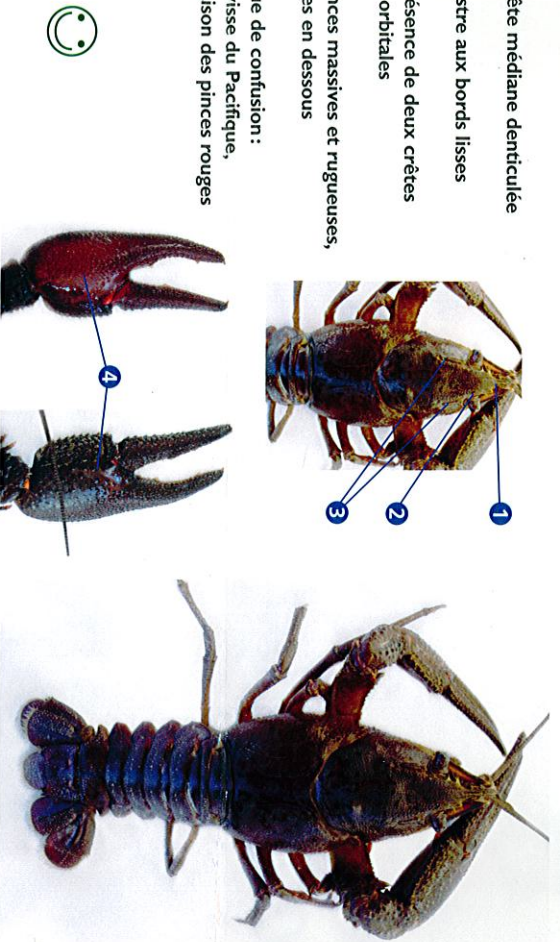 ête médiane denticulée
stre aux bords lisses
ésence de deux crêtes
orbitales
nces massives et rugueuses,
es en dessous
ue de confusion :
isse du Pacifique,
ison des pinces rouges
1
2
3
4